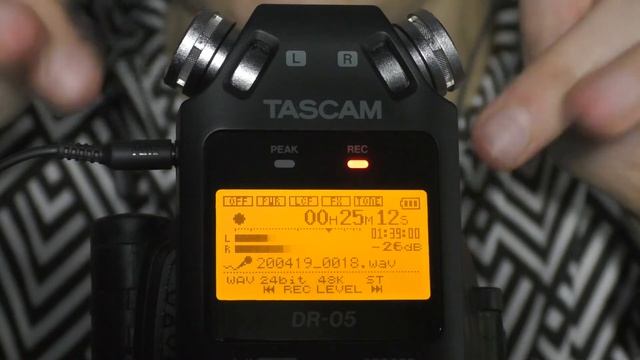 L R
TASCAM
PEAK REC
OFF PWR LCF FX TONE
00H25M12S
01:39:00
L
R -26dB
200419_0018.wav
WAV 24bit 48K ST
REC LEVEL
DR-05